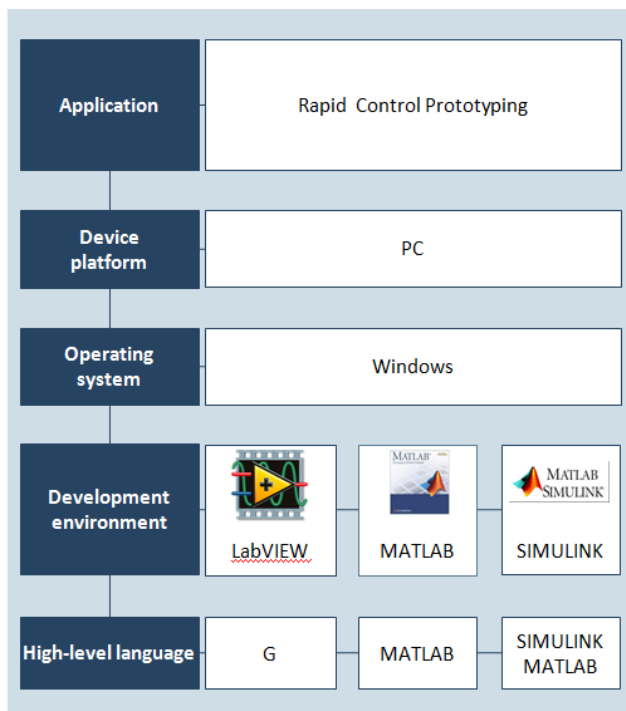 Application
Rapid Control Prototyping
Device
platform
PC
Operating
system
Windows
Development
environment
LabVIEW
MATLAB
MATLAB
MATLAB
SIMULINK
SIMULINK
High-level language
G
MATLAB
SIMULINK
MATLAB